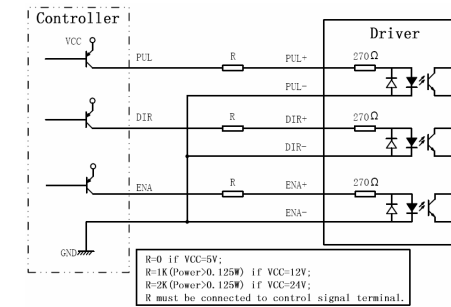 Controller
Driver
VCC
PUL R PUL+ 270Ω
PUL-
DIR R DIR+ 270Ω
DIR-
ENA R ENA+ 270Ω
ENA-
GND
R=0 if VCC=5V;
R=1K(Power>0.125W) if VCC=12V;
R=2K(Power>0.125W) if VCC=24V;
R must be connected to control signal terminal.